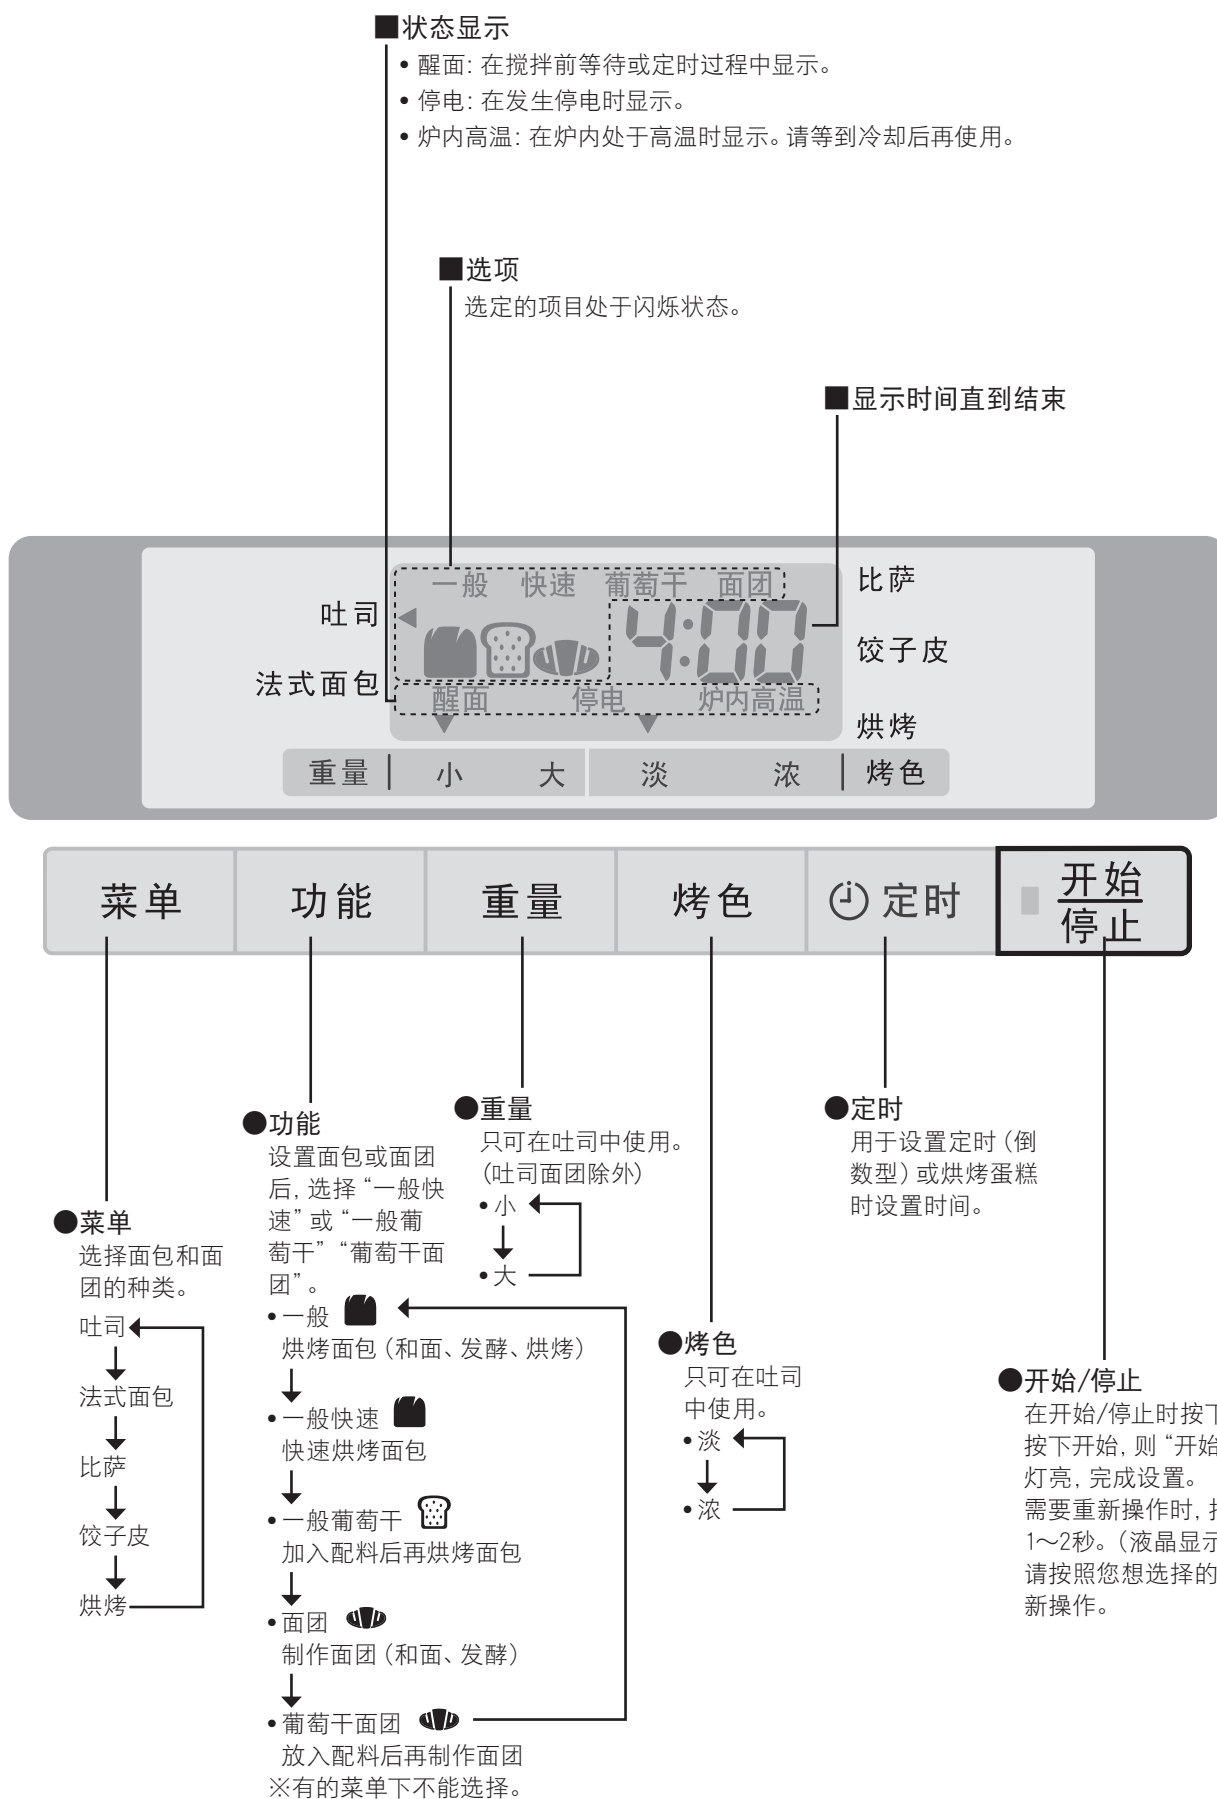 ■状态显示
• 醒面: 在搅拌前等待或定时过程中显示。
• 停电: 在发生停电时显示。
• 炉内高温: 在炉内处于高温时显示。请等到冷却后再使用。
■选项
选定的项目处于闪烁状态。
■显示时间直到结束
一般 快速 葡萄干 面团
比萨
吐司
4:00
饺子皮
法式面包
醒面 停电 炉内高温
烘烤
重量 小 大 淡 浓 烤色
菜单 功能 重量 烤色 定时 开始
停止
●菜单
选择面包和面
团的种类。
吐司
法式面包
比萨
饺子皮
烘烤
●功能
设置面包或面团
后, 选择 “一般快
速” 或 “一般葡
萄干” “葡萄干面
团” 。
• 一般
烘烤面包 (和面、发酵、烘烤)
• 一般快速
快速烘烤面包
• 一般葡萄干
加入配料后再烘烤面包
• 面团
制作面团 (和面、发酵)
• 葡萄干面团
放入配料后再制作面团
※有的菜单下不能选择。
●重量
只可在吐司中使用。
(吐司面团除外)
• 小
• 大
●烤色
只可在吐司
中使用。
• 淡
• 浓
●定时
用于设置定时 (倒
数型) 或烘烤蛋糕
时设置时间。
●开始/停止
在开始/停止时按下
按下开始, 则 “开始
灯亮, 完成设置。
需要重新操作时,
1～2秒。(液晶显示
请按照您想选择的
新操作。